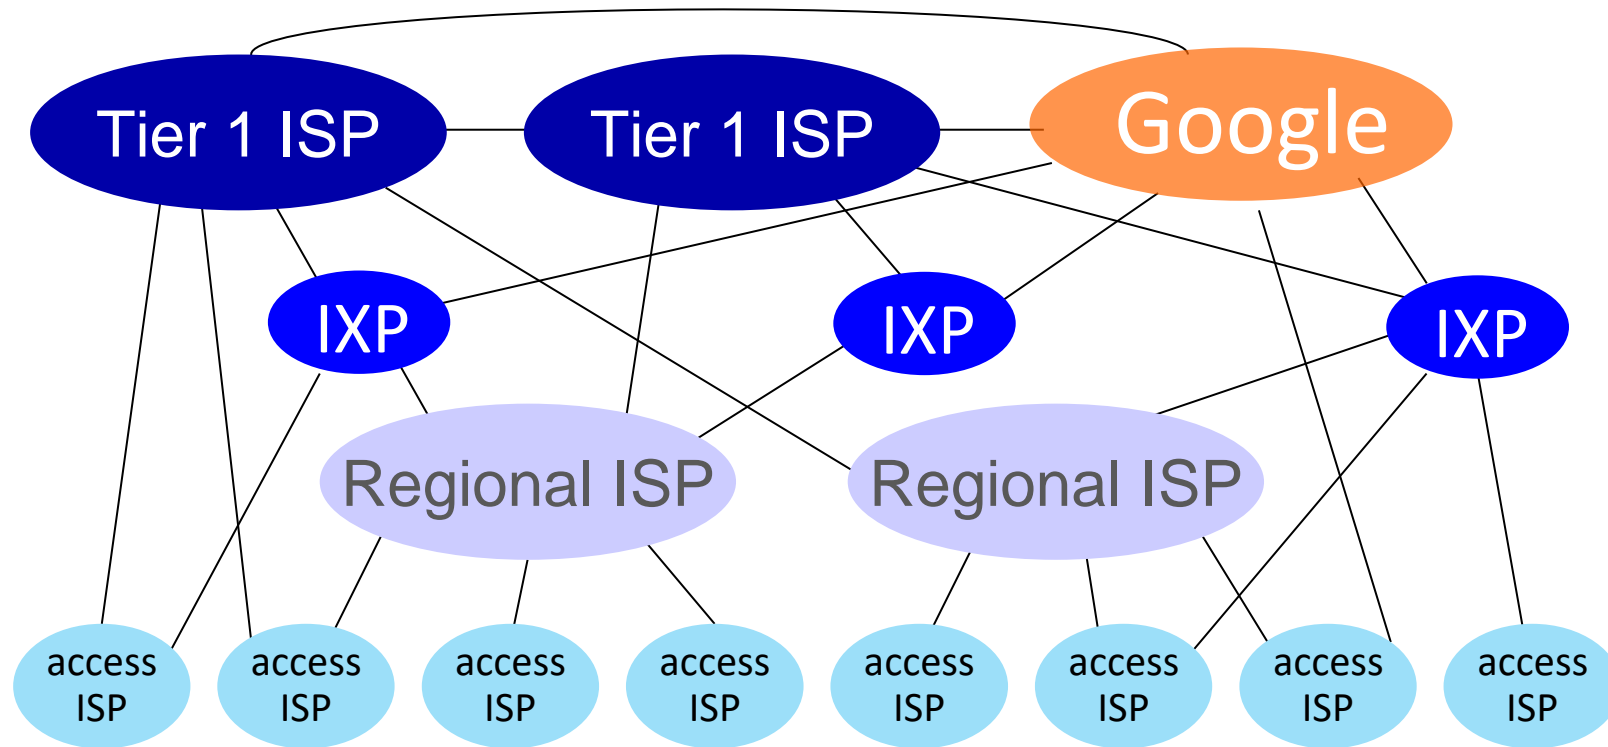 Tier 1 ISP
Tier 1 ISP
Google
IXP
IXP
IXP
Regional ISP
Regional ISP
access
ISP
access
ISP
access
ISP
access
ISP
access
ISP
access
ISP
access
ISP
access
ISP